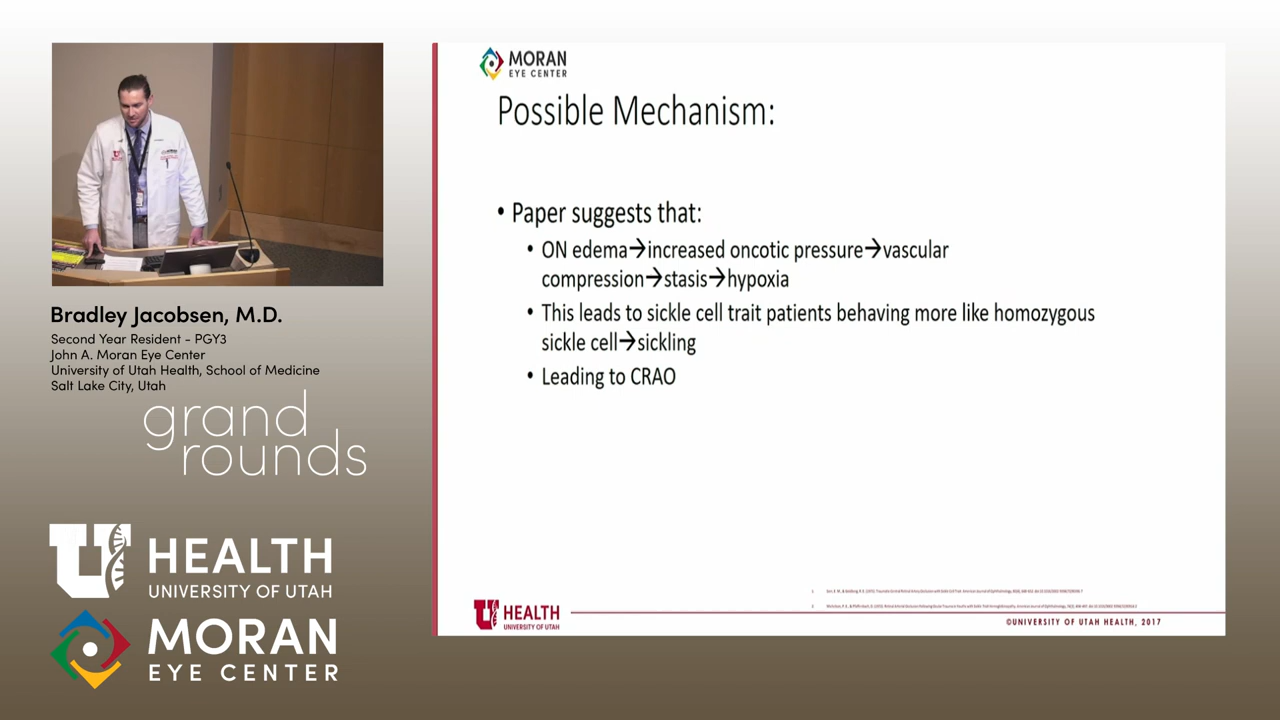 MORAN
EYE CENTER
Possible Mechanism:
• Paper suggests that:
• ON edema→increased oncotic pressure→vascular
compression→stasis→hypoxia
• This leads to sickle cell trait patients behaving more like homozygous
sickle cell→sickling
• Leading to CRAO
U HEALTH
UNIVERSITY OF UTAH
©UNIVERSITY OF UTAH HEALTH, 2017
Bradley Jacobsen, M.D.
Second Year Resident - PGY3
John A. Moran Eye Center
University of Utah Health, School of Medicine
Salt Lake City, Utah
grand
rounds
U HEALTH
UNIVERSITY OF UTAH
MORAN
EYE CENTER